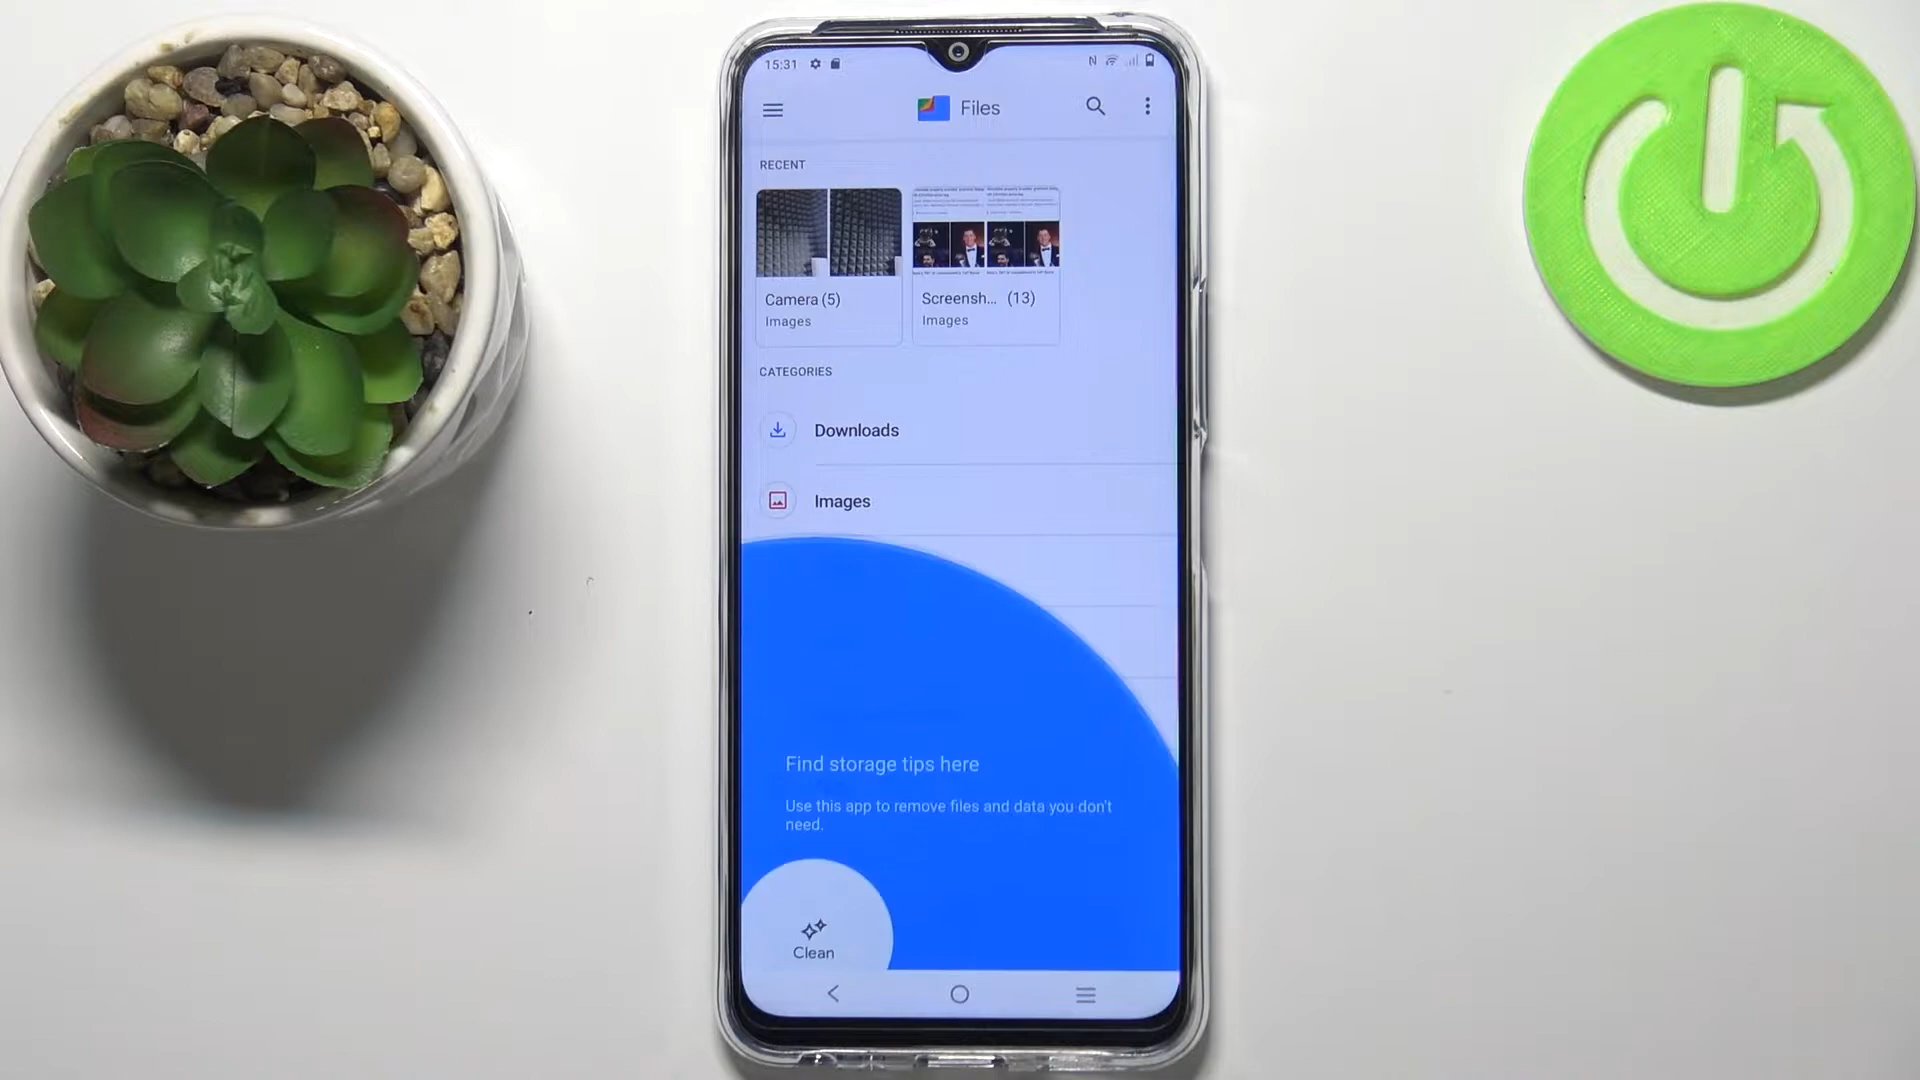 15:31
Files
RECENT
Camera (5)
Images
Screensh... (13)
Images
CATEGORIES
Downloads
Images
Find storage tips here
Use this app to remove files and data you don't
need.
Clean